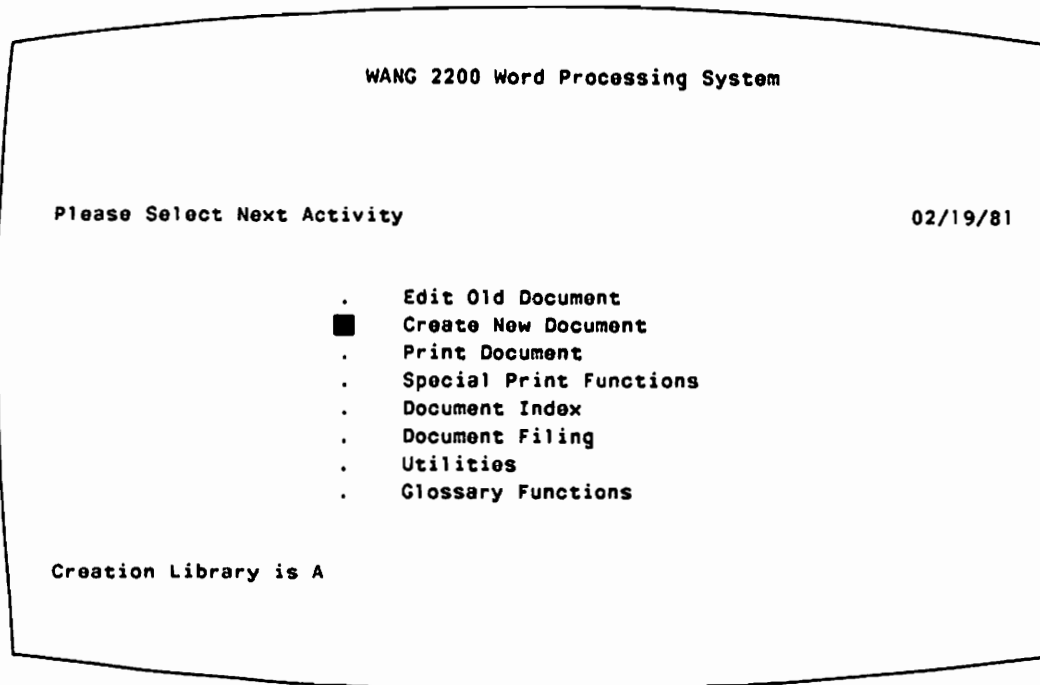 WANG 2200 Word Processing System
Please Select Next Activity 02/19/81
. Edit Old Document
■ Create New Document
. Print Document
. Special Print Functions
. Document Index
. Document Filing
. Utilities
. Glossary Functions
Creation Library is A